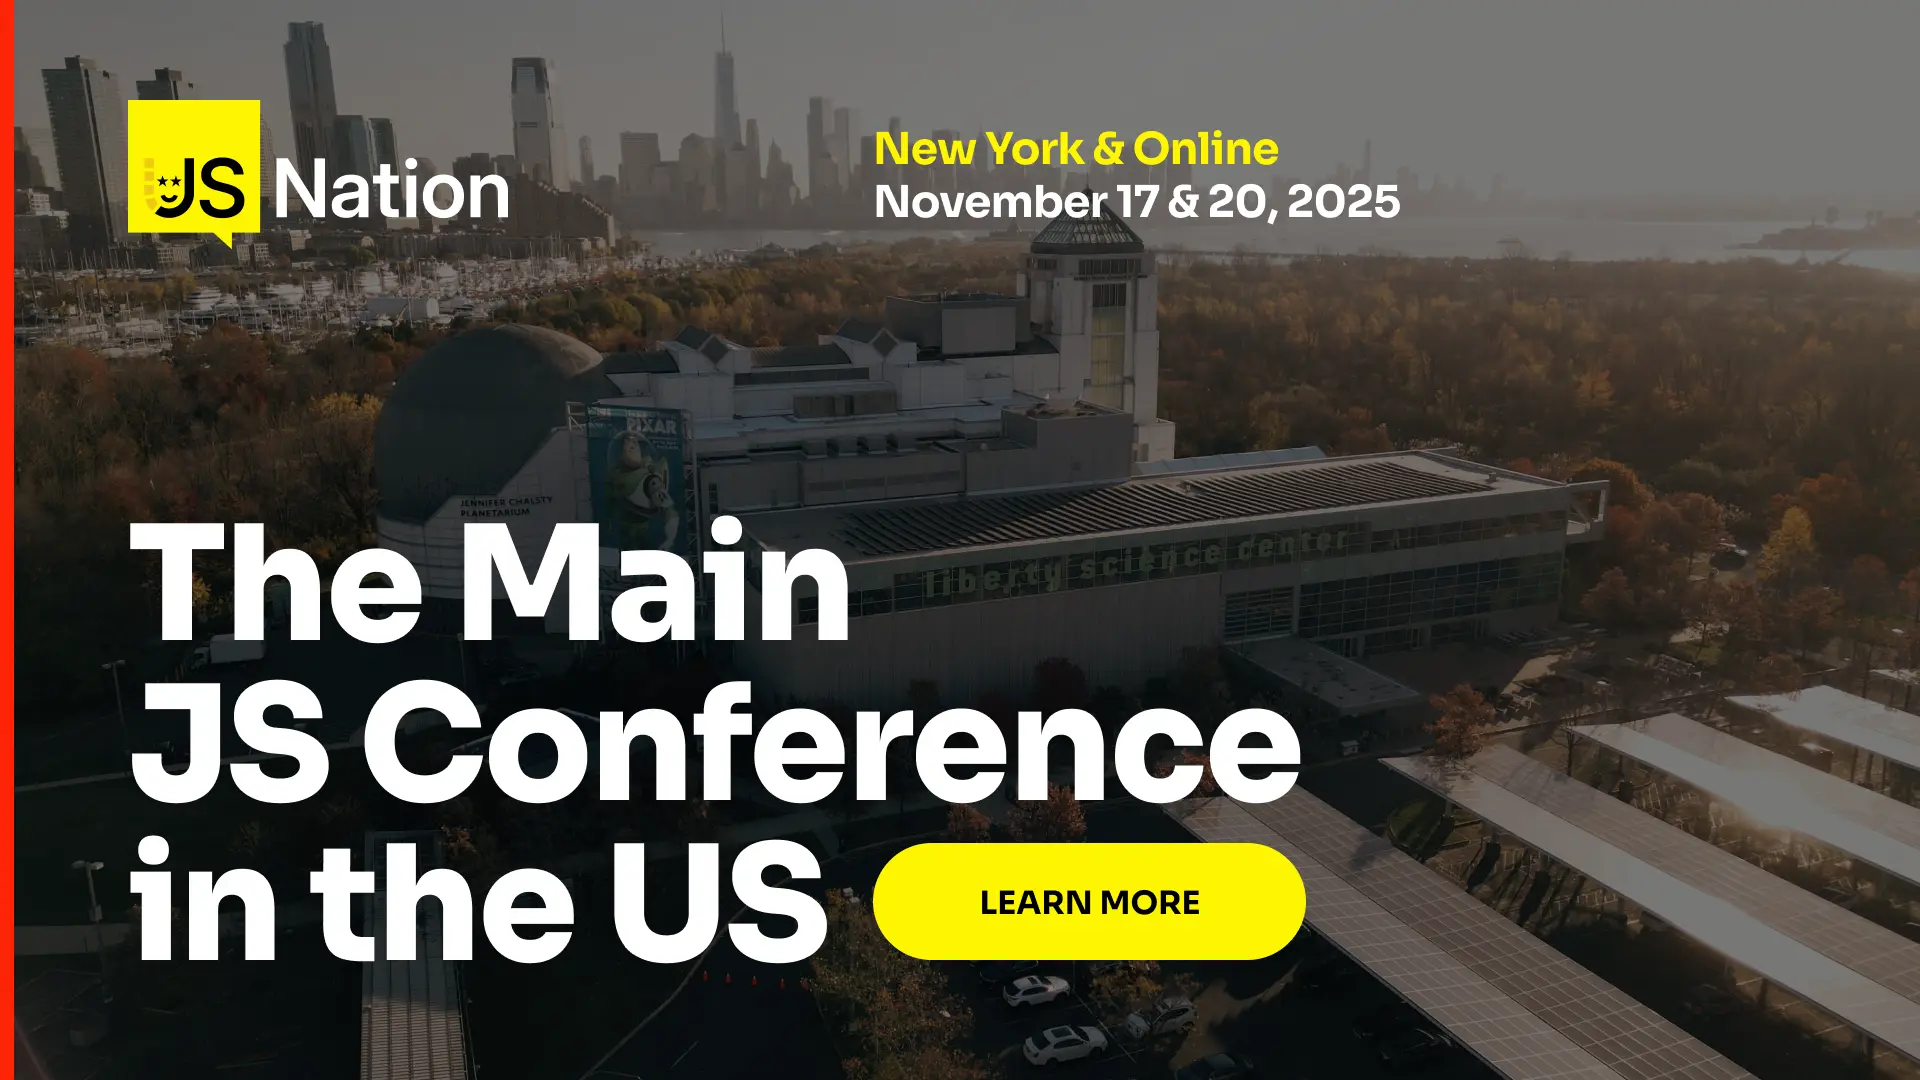 JS Nation
New York & Online
November 17 & 20, 2025
PIXAR
JENNIFER CHALSTY
PLANETARIUM
liberty science center
The Main
JS Conference
in the US
LEARN MORE